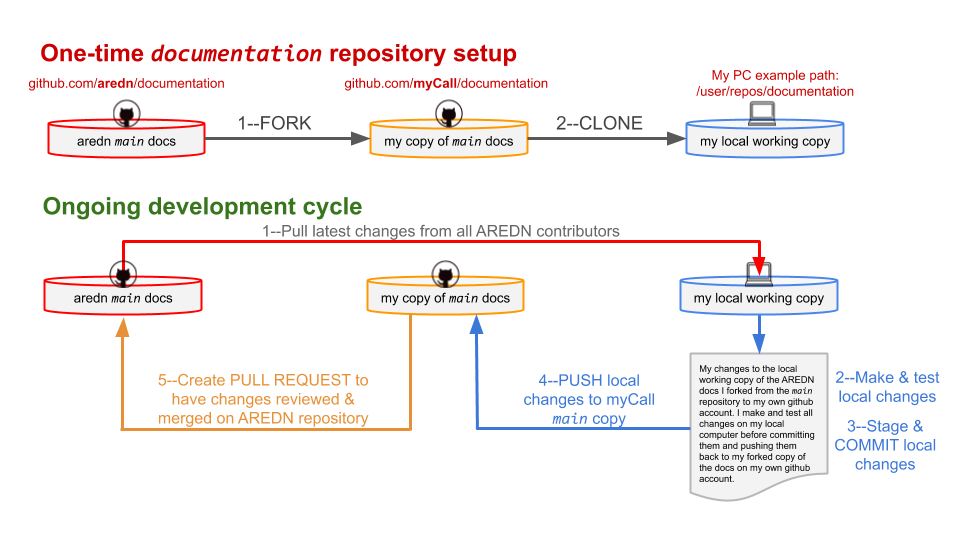 One-time documentation repository setup
github.com/aredn/documentation
github.com/myCall/documentation
My PC example path:
/user/repos/documentation
1--FORK
2--CLONE
aredn main docs
my copy of main docs
my local working copy
Ongoing development cycle
1--Pull latest changes from all AREDN contributors
aredn main docs
my copy of main docs
my local working copy
5--Create PULL REQUEST to
have changes reviewed &
merged on AREDN repository
4--PUSH local
changes to myCall
main copy
My changes to the local
working copy of the AREDN
docs I forked from the main
repository to my own github
account. I make and test all
changes on my local
computer before committing
them and pushing them
back to my forked copy of
the docs on my own github
account.
2--Make & test
local changes
3--Stage &
COMMIT local
changes